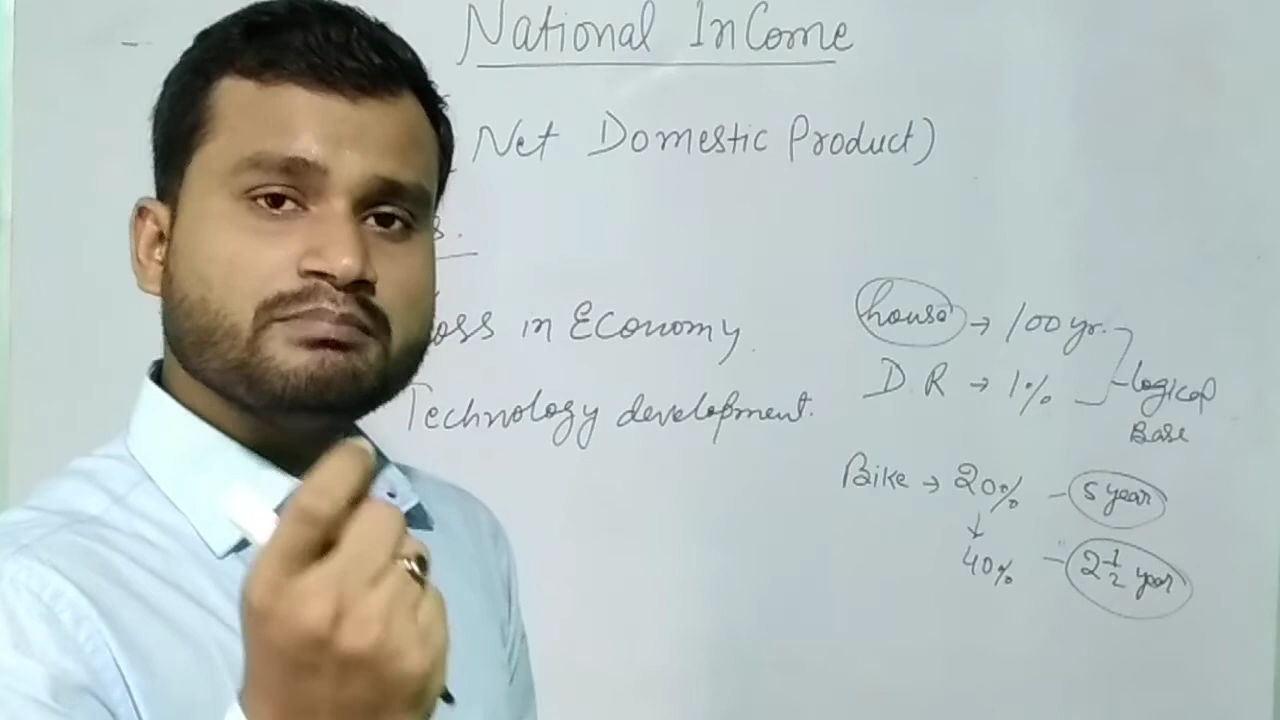 National InCome
Net Domestic Product)
s.
oss in Economy
Technology development.
house → 100 yr.
D.R → 1%
logical
Base
Bike → 20% - 5 year
↓
40% - 2 1/2 year